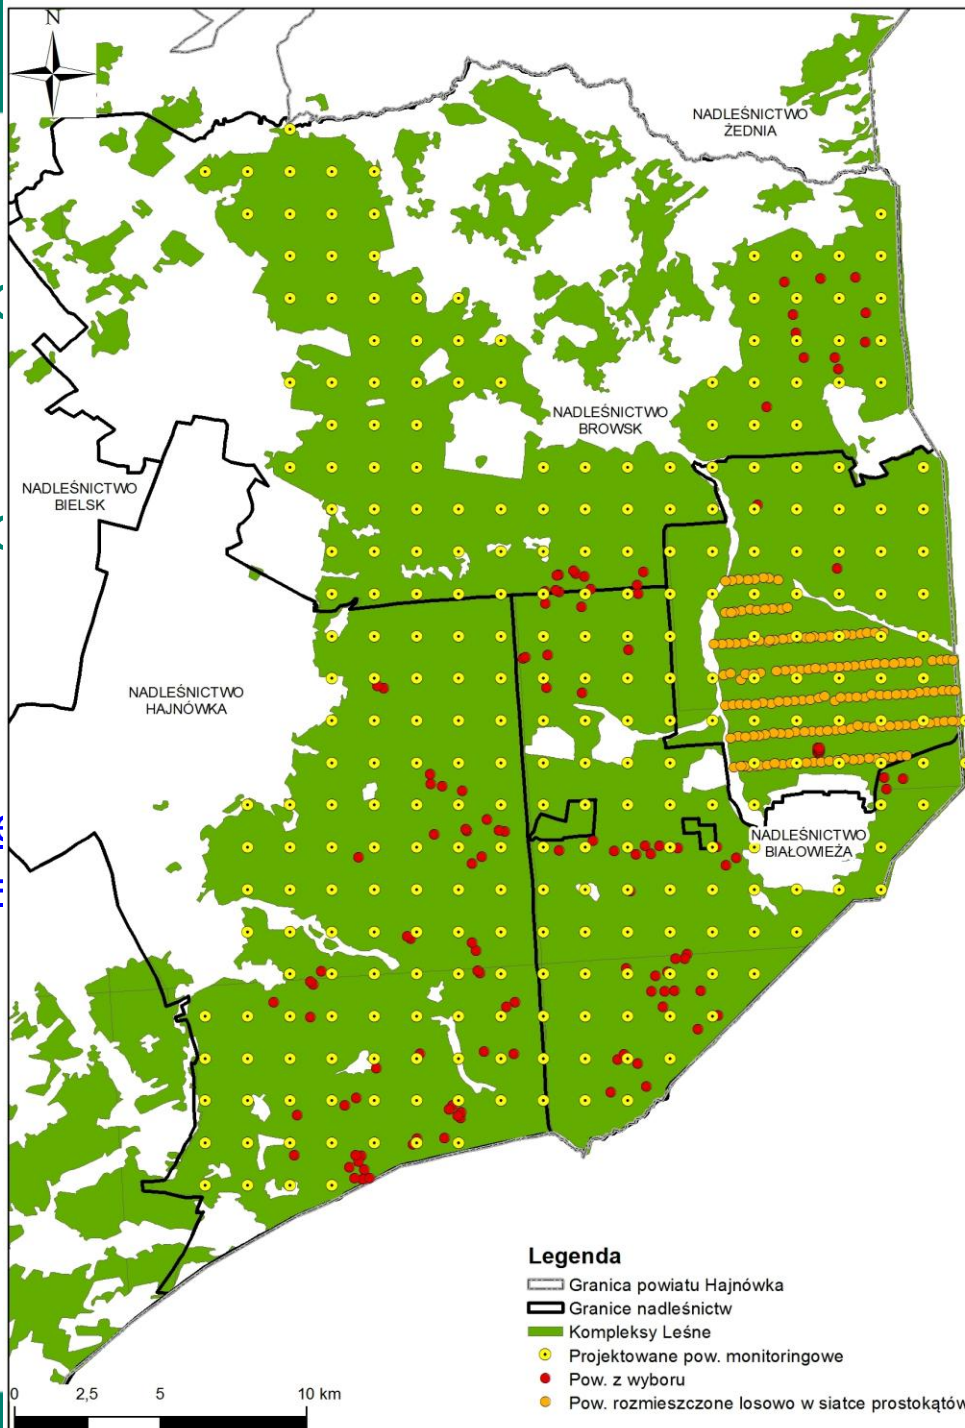 N
NADLEŚNICTWO
ŻEDNIA
NADLEŚNICTWO
BROWSK
NADLEŚNICTWO
BIELSK
NADLEŚNICTWO
HAJNÓWKA
NADLEŚNICTWO
BIAŁOWIEŻA
Legenda
Granica powiatu Hajnówka
Granice nadleśnictw
Kompleksy Leśne
Projektowane pow. monitoringowe
Pow. z wyboru
Pow. rozmieszczone losowo w siatce prostokątów
0 2,5 5 10 km